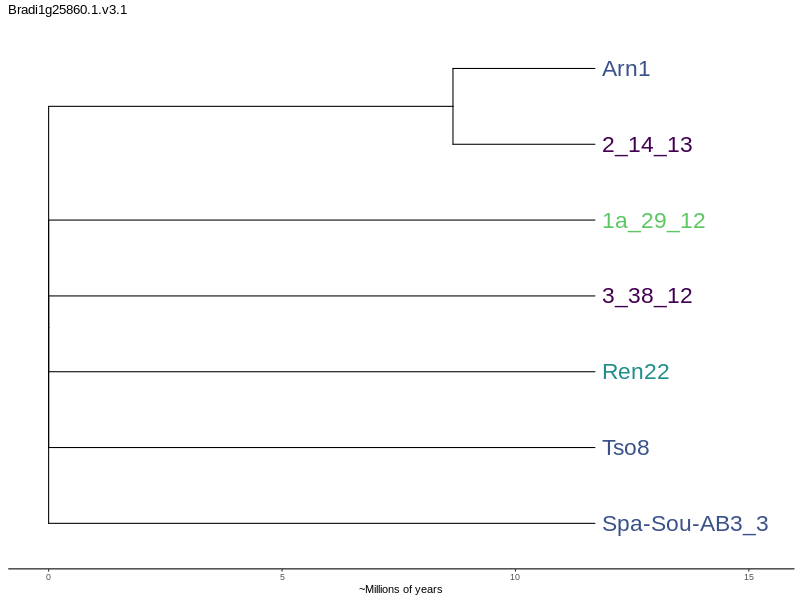 Bradi1g25860.1.v3.1
Arn1
2_14_13
1a_29_12
3_38_12
Ren22
Tso8
Spa-Sou-AB3_3
0 5 10 15
~Millions of years